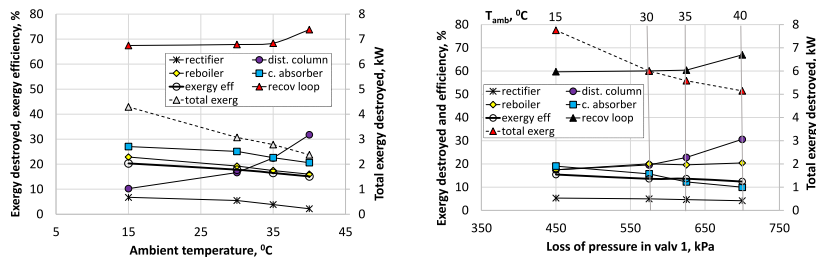 Exergy destroyed, exergy efficiency, %
80
70
60
50
40
30
20
10
0
rectifier
dist. column
reboiler
c. absorber
exergy eff
recov loop
total exerg
8
7
6
5
4
3
2
1
0
Total exergy destroyed, kW
5
15
25
35
45
Ambient temperature, ⁰C
Exergy destroyed and efficiency, %
T_amb, ⁰C
15
30
35
40
80
70
60
50
40
30
20
10
0
rectifier
dist. column
reboiler
c. absorber
exergy eff
recov loop
total exerg
8
7
6
5
4
3
2
1
0
Total exergy destroyed, kW
350
450
550
650
750
Loss of pressure in valv 1, kPa